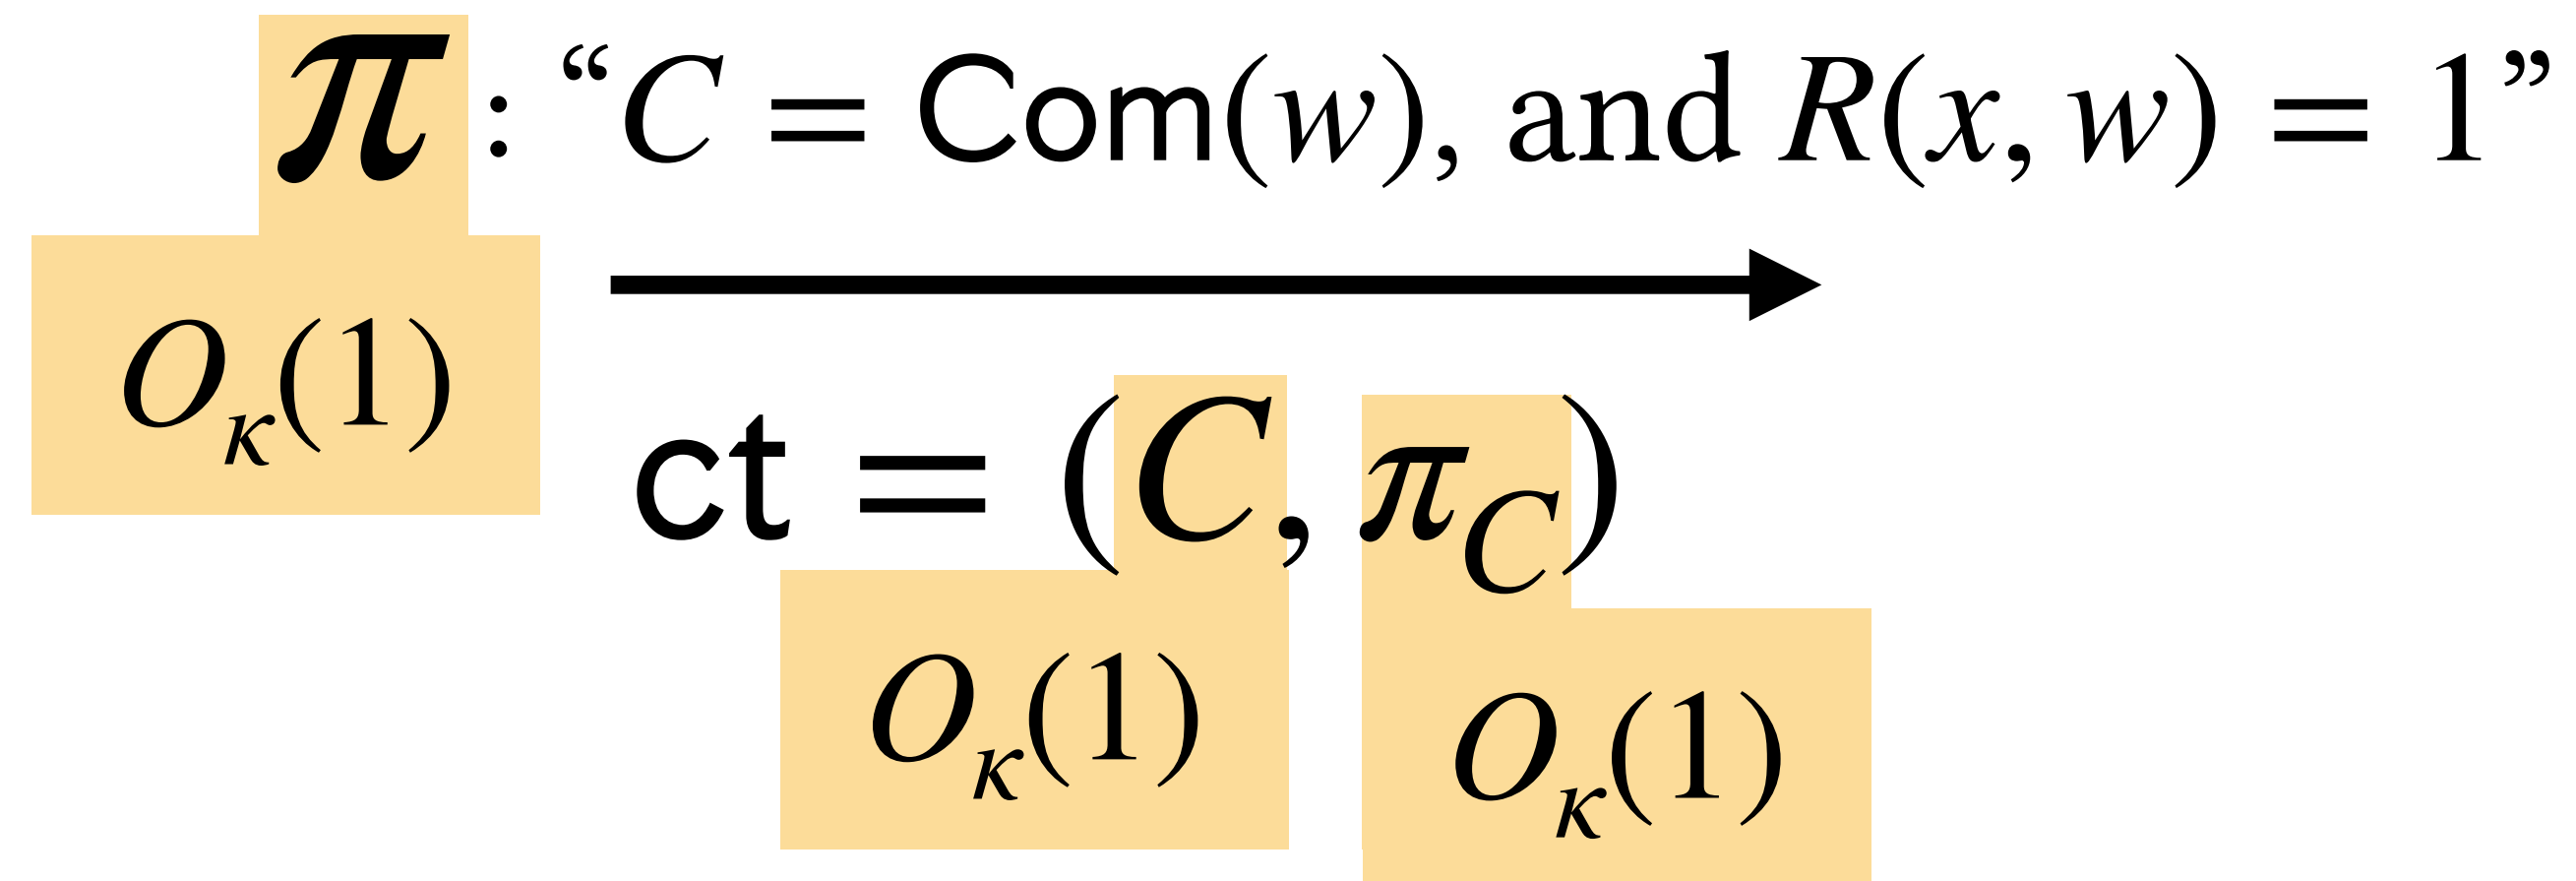 π : “C = Com(w), and R(x, w) = 1”
O_κ(1)
ct = (C, π_C)
O_κ(1)
O_κ(1)